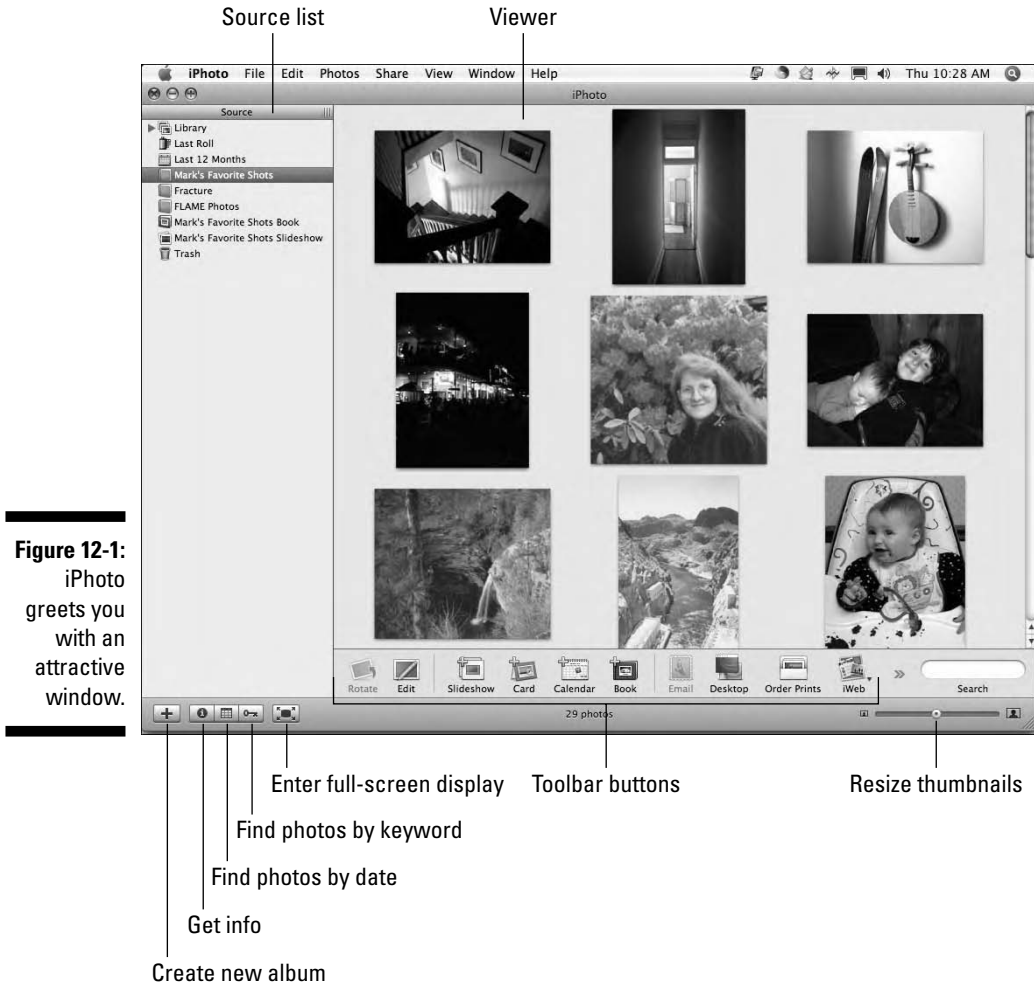 Source list
Viewer
iPhoto File Edit Photos Share View Window Help
Thu 10:28 AM
iPhoto
Source
Library
Last Roll
Last 12 Months
Mark's Favorite Shots
Fracture
FLAME Photos
Mark's Favorite Shots Book
Mark's Favorite Shots Slideshow
Trash
Figure 12-1:
iPhoto
greets you
with an
attractive
window.
Rotate Edit Slideshow Card Calendar Book Email Desktop Order Prints iWeb Search
29 photos
Enter full-screen display
Toolbar buttons
Resize thumbnails
Find photos by keyword
Find photos by date
Get info
Create new album